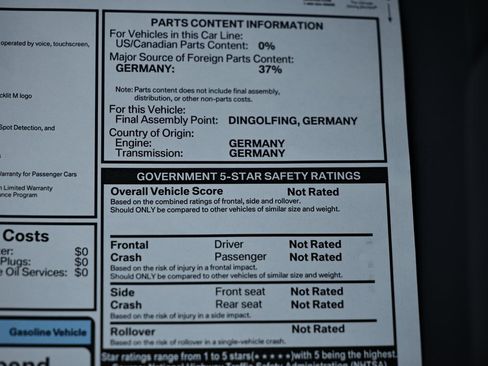 operated by voice, touchscreen,
cklit M logo
Spot Detection, and
Warranty for Passenger Cars
n Limited Warranty
ance Program
Costs
er: $0
Plugs: $0
e Oil Services: $0
Gasoline Vehicle
PARTS CONTENT INFORMATION
For Vehicles in this Car Line:
US/Canadian Parts Content: 0%
Major Source of Foreign Parts Content:
GERMANY: 37%
Note: Parts content does not include final assembly,
distribution, or other non-parts costs.
For this Vehicle:
Final Assembly Point: DINGOLFING, GERMANY
Country of Origin:
Engine: GERMANY
Transmission: GERMANY
GOVERNMENT 5-STAR SAFETY RATINGS
Overall Vehicle Score Not Rated
Based on the combined ratings of frontal, side and rollover.
Should ONLY be compared to other vehicles of similar size and weight.
Frontal Driver Not Rated
Crash Passenger Not Rated
Based on the risk of injury in a frontal impact.
Should ONLY be compared to other vehicles of similar size and weight.
Side Front seat Not Rated
Crash Rear seat Not Rated
Based on the risk of injury in a side impact.
Rollover Not Rated
Based on the risk of rollover in a single-vehicle crash.
Star ratings range from 1 to 5 stars(★★★★★)with 5 being the highest.